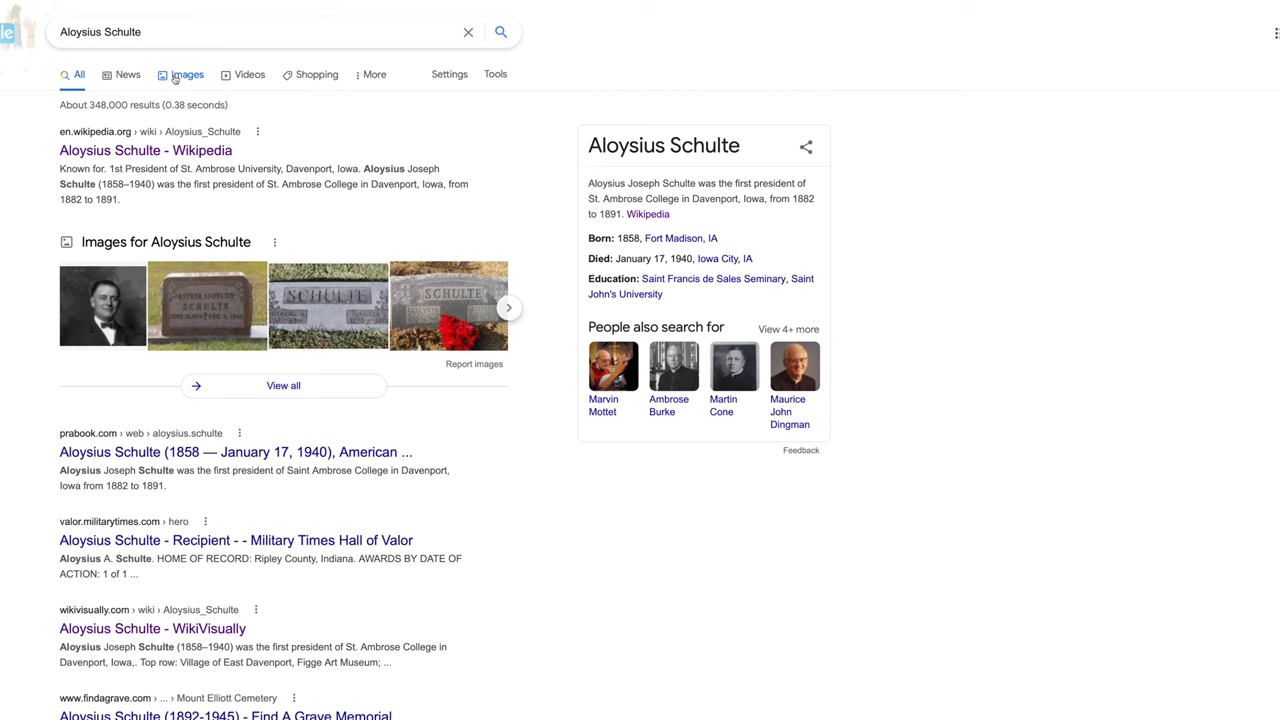 le
Aloysius Schulte
All News Images Videos Shopping More Settings Tools
About 348,000 results (0.38 seconds)
en.wikipedia.org › wiki › Aloysius_Schulte
Aloysius Schulte - Wikipedia
Known for. 1st President of St. Ambrose University, Davenport, Iowa. Aloysius Joseph
Schulte (1858–1940) was the first president of St. Ambrose College in Davenport, Iowa, from
1882 to 1891.
Images for Aloysius Schulte
SCHULTE
SCHULTE
SCHULTE
Report images
View all
prabook.com › web › aloysius.schulte
Aloysius Schulte (1858 — January 17, 1940), American ...
Aloysius Joseph Schulte was the first president of Saint Ambrose College in Davenport,
Iowa from 1882 to 1891.
valor.militarytimes.com › hero
Aloysius Schulte - Recipient - - Military Times Hall of Valor
Aloysius A. Schulte. HOME OF RECORD: Ripley County, Indiana. AWARDS BY DATE OF
ACTION: 1 of 1 ...
wikivisually.com › wiki › Aloysius_Schulte
Aloysius Schulte - WikiVisually
Aloysius Joseph Schulte (1858–1940) was the first president of St. Ambrose College in
Davenport, Iowa,. Top row: Village of East Davenport, Figge Art Museum; ...
www.findagrave.com › ... › Mount Elliott Cemetery
Aloysius Schulte (1892-1945) - Find A Grave Memorial
Aloysius Schulte
Aloysius Joseph Schulte was the first president of
St. Ambrose College in Davenport, Iowa, from 1882
to 1891. Wikipedia
Born: 1858, Fort Madison, IA
Died: January 17, 1940, Iowa City, IA
Education: Saint Francis de Sales Seminary, Saint
John's University
People also search for
View 4+ more
Marvin
Mottet
Ambrose
Burke
Martin
Cone
Maurice
John
Dingman
Feedback